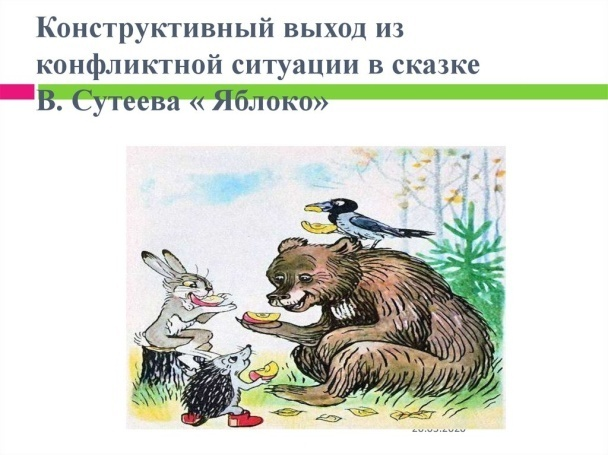 Конструктивный выход из
конфликтной ситуации в сказке
В. Сутеева « Яблоко»